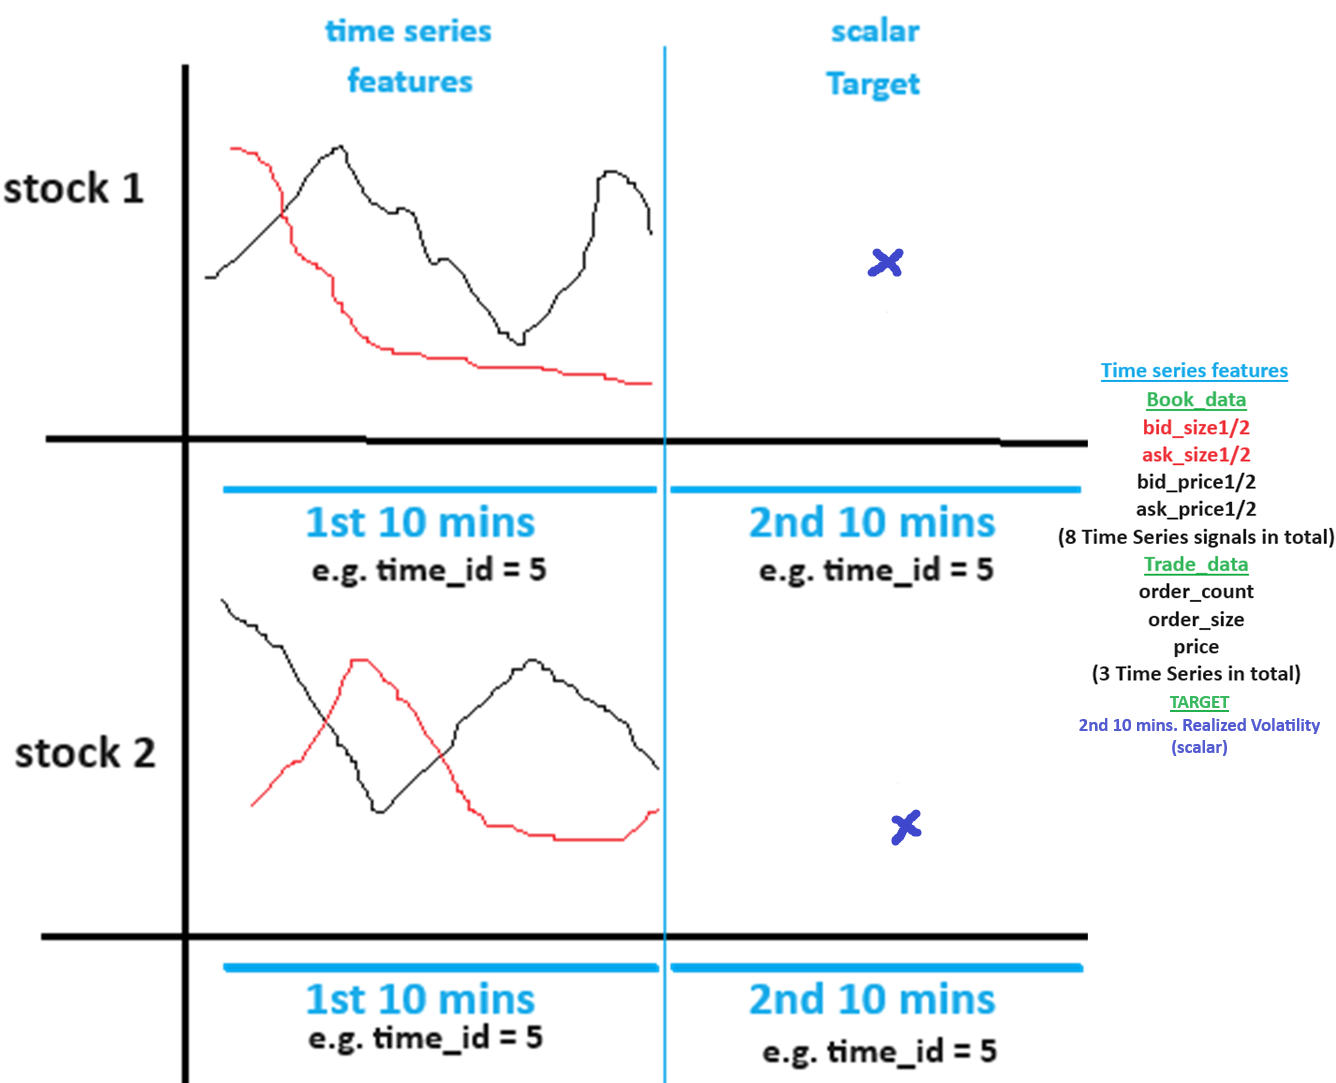 time series
features
scalar
Target
stock 1
1st 10 mins
e.g. time_id = 5
2nd 10 mins
e.g. time_id = 5
stock 2
1st 10 mins
e.g. time_id = 5
2nd 10 mins
e.g. time_id = 5
Time series features
Book_data
bid_size1/2
ask_size1/2
bid_price1/2
ask_price1/2
(8 Time Series signals in total)
Trade_data
order_count
order_size
price
(3 Time Series in total)
TARGET
2nd 10 mins. Realized Volatility
(scalar)